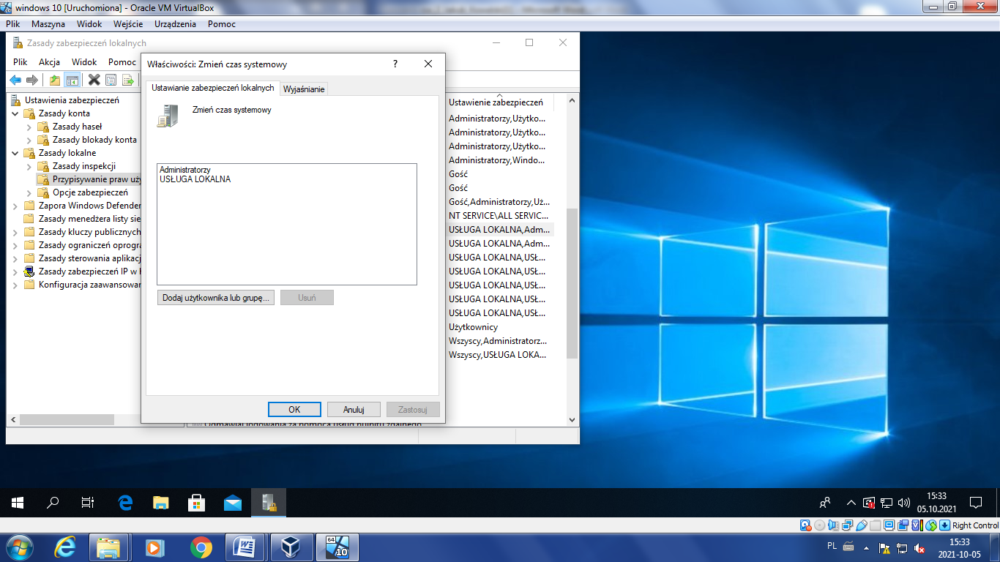 windows 10 [Uruchomiona] - Oracle VM VirtualBox
Plik Maszyna Widok Wejście Urządzenia Pomoc
Zasady zabezpieczeń lokalnych
Plik Akcja Widok Pomoc
Ustawienia zabezpieczeń
Zasady konta
Zasady haseł
Zasady blokady konta
Zasady lokalne
Zasady inspekcji
Przypisywanie praw uży
Opcje zabezpieczeń
Zapora Windows Defender
Zasady menedżera listy sie
Zasady kluczy publicznych
Zasady ograniczeń oprogra
Zasady sterowania aplikacj
Zasady zabezpieczeń IP w k
Konfiguracja zaawansowan
Właściwości: Zmień czas systemowy
?
Ustawianie zabezpieczeń lokalnych Wyjaśnianie
Zmień czas systemowy
Administratorzy
USŁUGA LOKALNA
Dodaj użytkownika lub grupę... Usuń
OK Anuluj Zastosuj
Ustawienie zabezpieczeń
Administratorzy,Użytko...
Administratorzy,Użytko...
Administratorzy,Użytko...
Administratorzy,Windo...
Gość
Gość
Gość,Administratorzy,Uż...
NT SERVICE\ALL SERVIC...
USŁUGA LOKALNA,Adm...
USŁUGA LOKALNA,Adm...
USŁUGA LOKALNA,USŁ...
USŁUGA LOKALNA,USŁ...
USŁUGA LOKALNA,USŁ...
USŁUGA LOKALNA,USŁ...
USŁUGA LOKALNA,USŁ...
Użytkownicy
Wszyscy,Administratorz...
Wszyscy,USŁUGA LOKA...
Odmawiaj logowania za pomocą usług pulpitu zdalnego
15:33
05.10.2021
Right Control
64
10
PL
15:33
2021-10-05